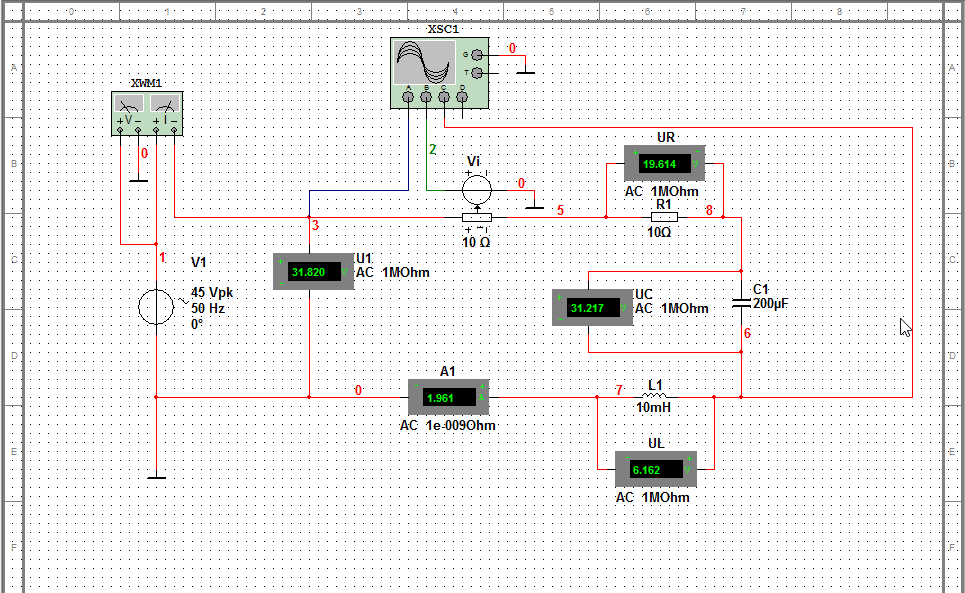 0 1 2 3 4 5 6 7 8
XSC1
A
A
G
T
A B C D
0
XWM1
+ V - + I -
0
2
B
B
Vi
+ -
0
UR
+ -
19.614 V
AC 1MOhm
R1
5
8
10Ω
3
+ -
10 Ω
1
C
C
V1
45 Vpk
50 Hz
0°
+ -
31.820 V
U1
AC 1MOhm
31.217 V
UC
AC 1MOhm
C1
200µF
6
D
D
A1
0
- +
1.961 A
AC 1e-009Ohm
7
L1
10mH
E
E
UL
- +
6.162 V
AC 1MOhm
F
F